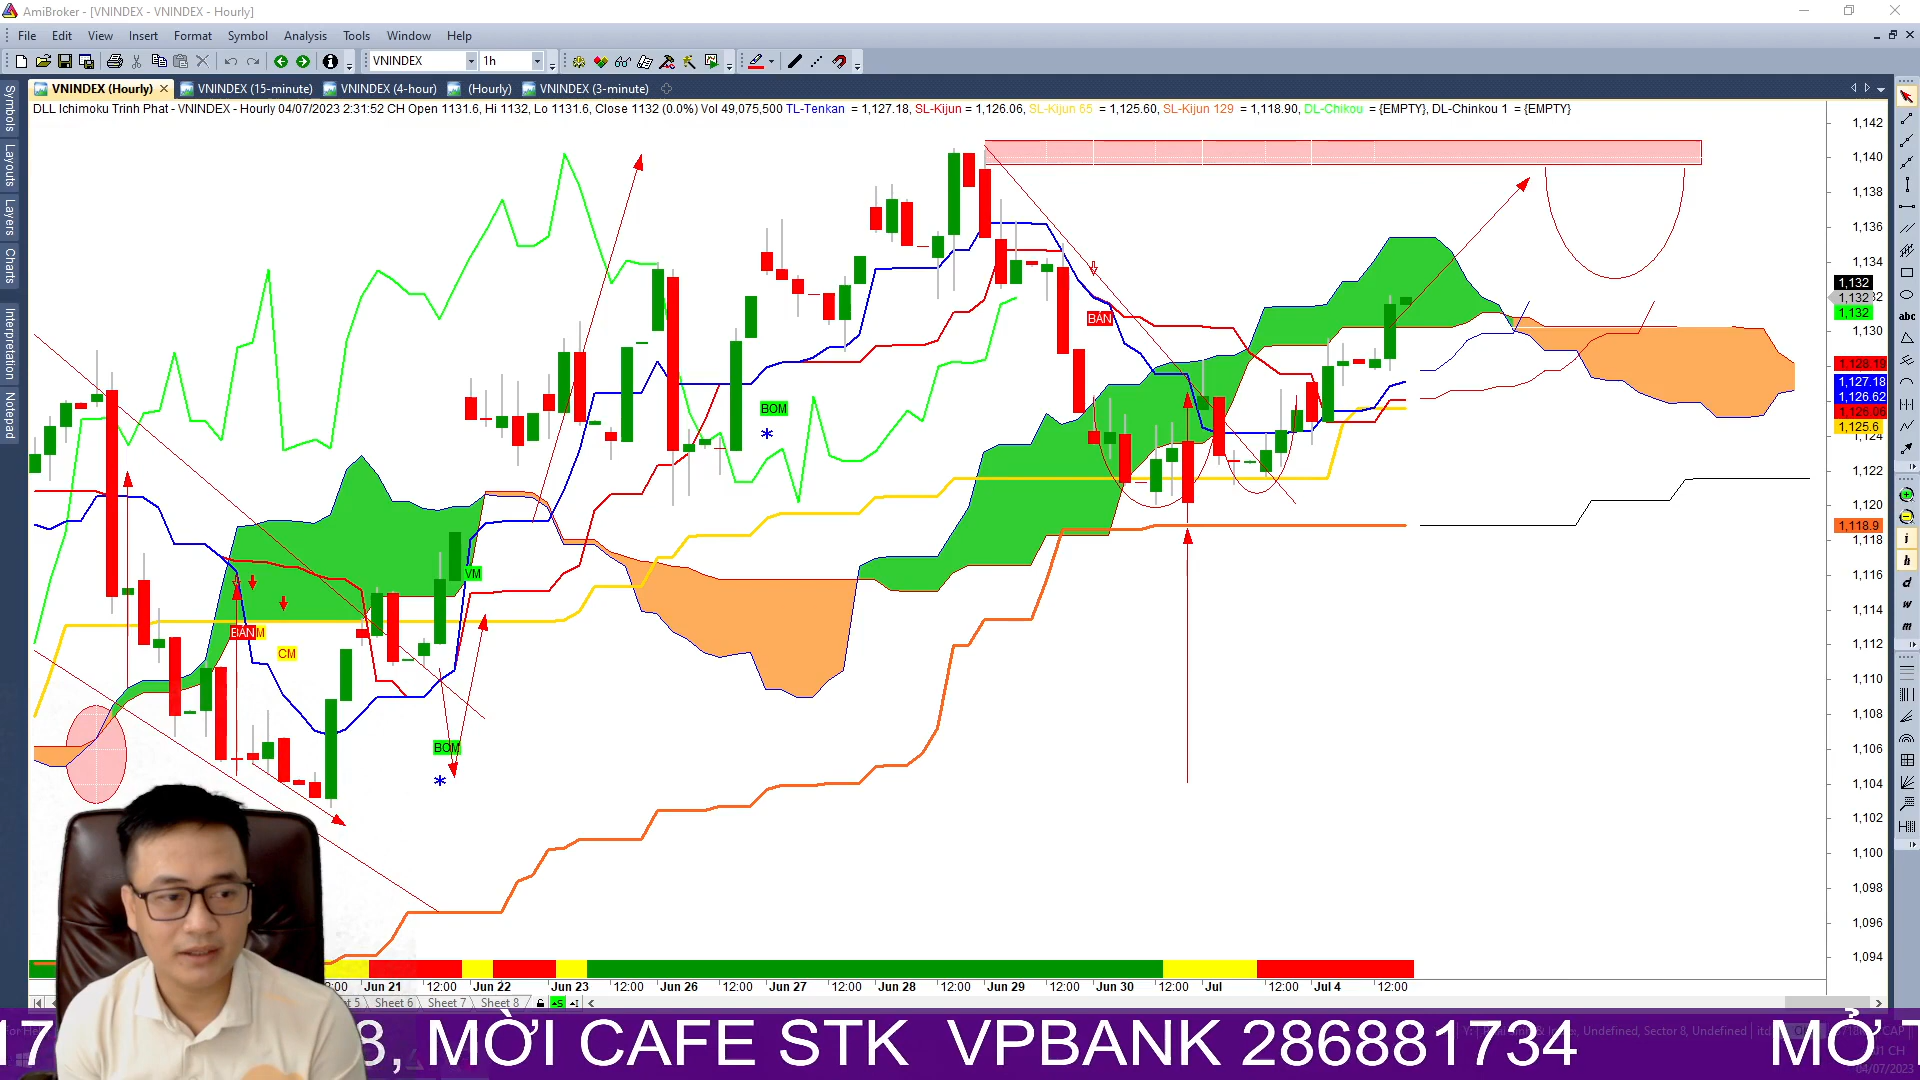 AmiBroker - [VNINDEX - VNINDEX - Hourly]
File Edit View Insert Format Symbol Analysis Tools Window Help
VNINDEX 1h
VNINDEX (Hourly) VNINDEX (15-minute) VNINDEX (4-hour) (Hourly) VNINDEX (3-minute)
DLL Ichimoku Trinh Phat - VNINDEX - Hourly 04/07/2023 2:31:52 CH Open 1131.6, Hi 1132, Lo 1131.6, Close 1132 (0.0%) Vol 49,075,500 TL-Tenkan = 1,127.18, SL-Kijun = 1,126.06, SL-Kijun 65 = 1,125.60, SL-Kijun 129 = 1,118.90, DL-Chikou = {EMPTY}, DL-Chinkou 1 = {EMPTY}
Symbols
Layouts
Layers
Charts
Interpretation
Notepad
1,142
1,140
1,138
1,136
1,134
1,132
1,132
1,132
1,130
1,127.18
1,126.62
1,125.6
1,124
1,122
1,120
1,118.9
1,118
1,116
1,114
1,112
1,110
1,108
1,106
1,104
1,102
1,100
1,098
1,096
1,094
BAN
BOM
*
VM
BAN
CM
BOM
*
abc
i
h
d
w
m
Jun 21 12:00 Jun 22 Jun 23 12:00 Jun 26 12:00 Jun 27 12:00 Jun 28 12:00 Jun 29 12:00 Jun 30 12:00 Jul 12:00 Jul 4 12:00
Sheet 6 Sheet 7 Sheet 8
8, MỜI CAFE STK VPBANK 286881734